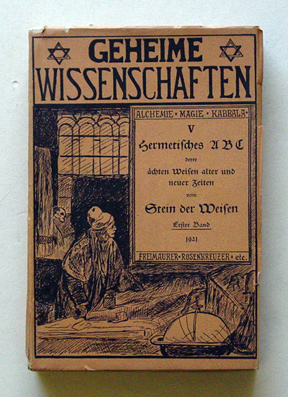 GEHEIME
WISSENSCHAFTEN
ALCHEMIE · MAGIE · KABBALA ·
V
Hermetisches ABC
derer
ächten Weisen alter und
neuer Zeiten
vom
Stein der Weisen
Erster Band
1921
FREIMAURER · ROSENKREUZER · etc.